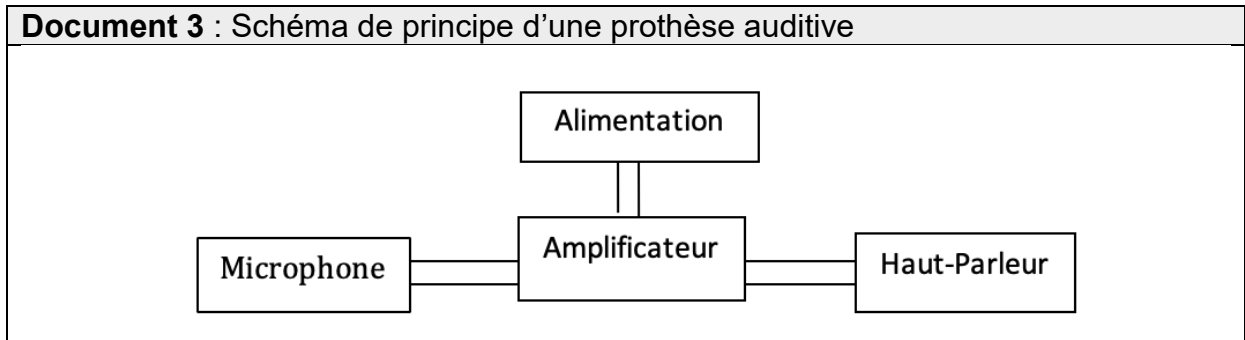 Document 3 : Schéma de principe d’une prothèse auditive
Alimentation
Microphone
Amplificateur
Haut-Parleur